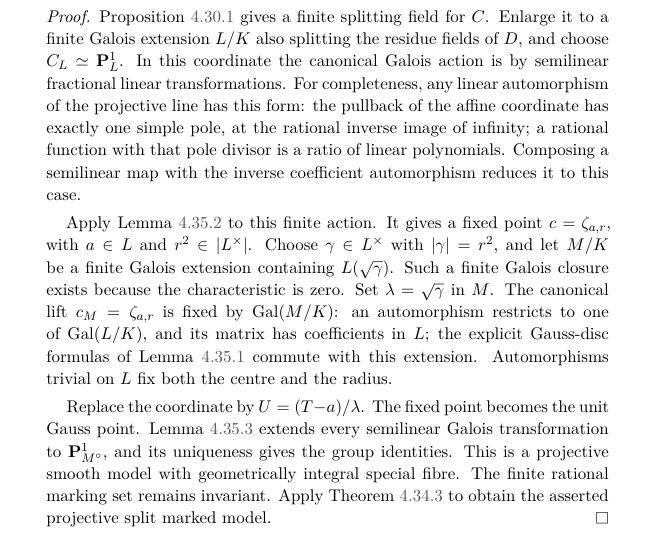 Proof. Proposition 4.30.1 gives a finite splitting field for C. Enlarge it to a
finite Galois extension L/K also splitting the residue fields of D, and choose
C_L ≃ P^1_L. In this coordinate the canonical Galois action is by semilinear
fractional linear transformations. For completeness, any linear automorphism
of the projective line has this form: the pullback of the affine coordinate has
exactly one simple pole, at the rational inverse image of infinity; a rational
function with that pole divisor is a ratio of linear polynomials. Composing a
semilinear map with the inverse coefficient automorphism reduces it to this
case.
Apply Lemma 4.35.2 to this finite action. It gives a fixed point c = ζ_{a,r},
with a ∈ L and r² ∈ |L^×|. Choose γ ∈ L^× with |γ| = r², and let M/K
be a finite Galois extension containing L(√γ). Such a finite Galois closure
exists because the characteristic is zero. Set λ = √γ in M. The canonical
lift c_M = ζ_{a,r} is fixed by Gal(M/K): an automorphism restricts to one
of Gal(L/K), and its matrix has coefficients in L; the explicit Gauss-disc
formulas of Lemma 4.35.1 commute with this extension. Automorphisms
trivial on L fix both the centre and the radius.
Replace the coordinate by U = (T−a)/λ. The fixed point becomes the unit
Gauss point. Lemma 4.35.3 extends every semilinear Galois transformation
to P^1_{M°}, and its uniqueness gives the group identities. This is a projective
smooth model with geometrically integral special fibre. The finite rational
marking set remains invariant. Apply Theorem 4.34.3 to obtain the asserted
projective split marked model. □